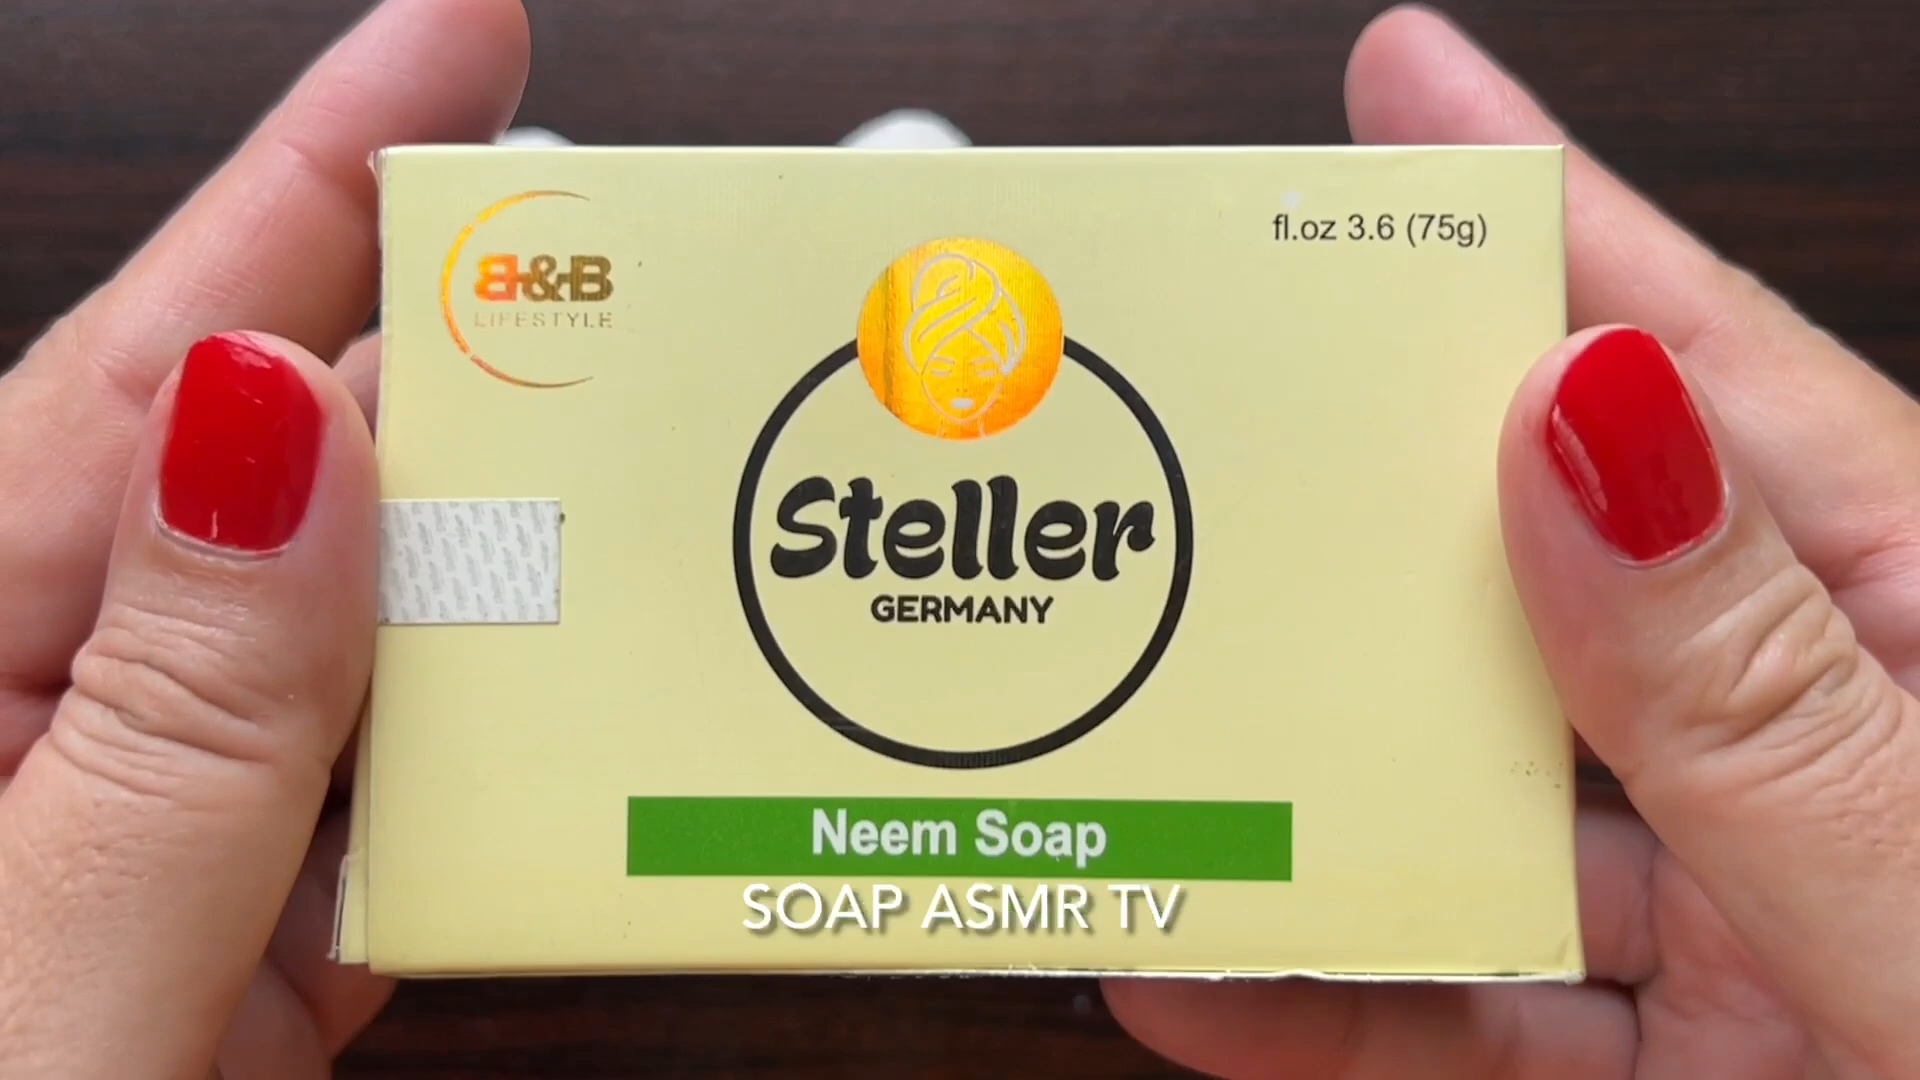 B&B
LIFESTYLE
fl.oz 3.6 (75g)
Steller
GERMANY
Neem Soap
SOAP ASMR TV